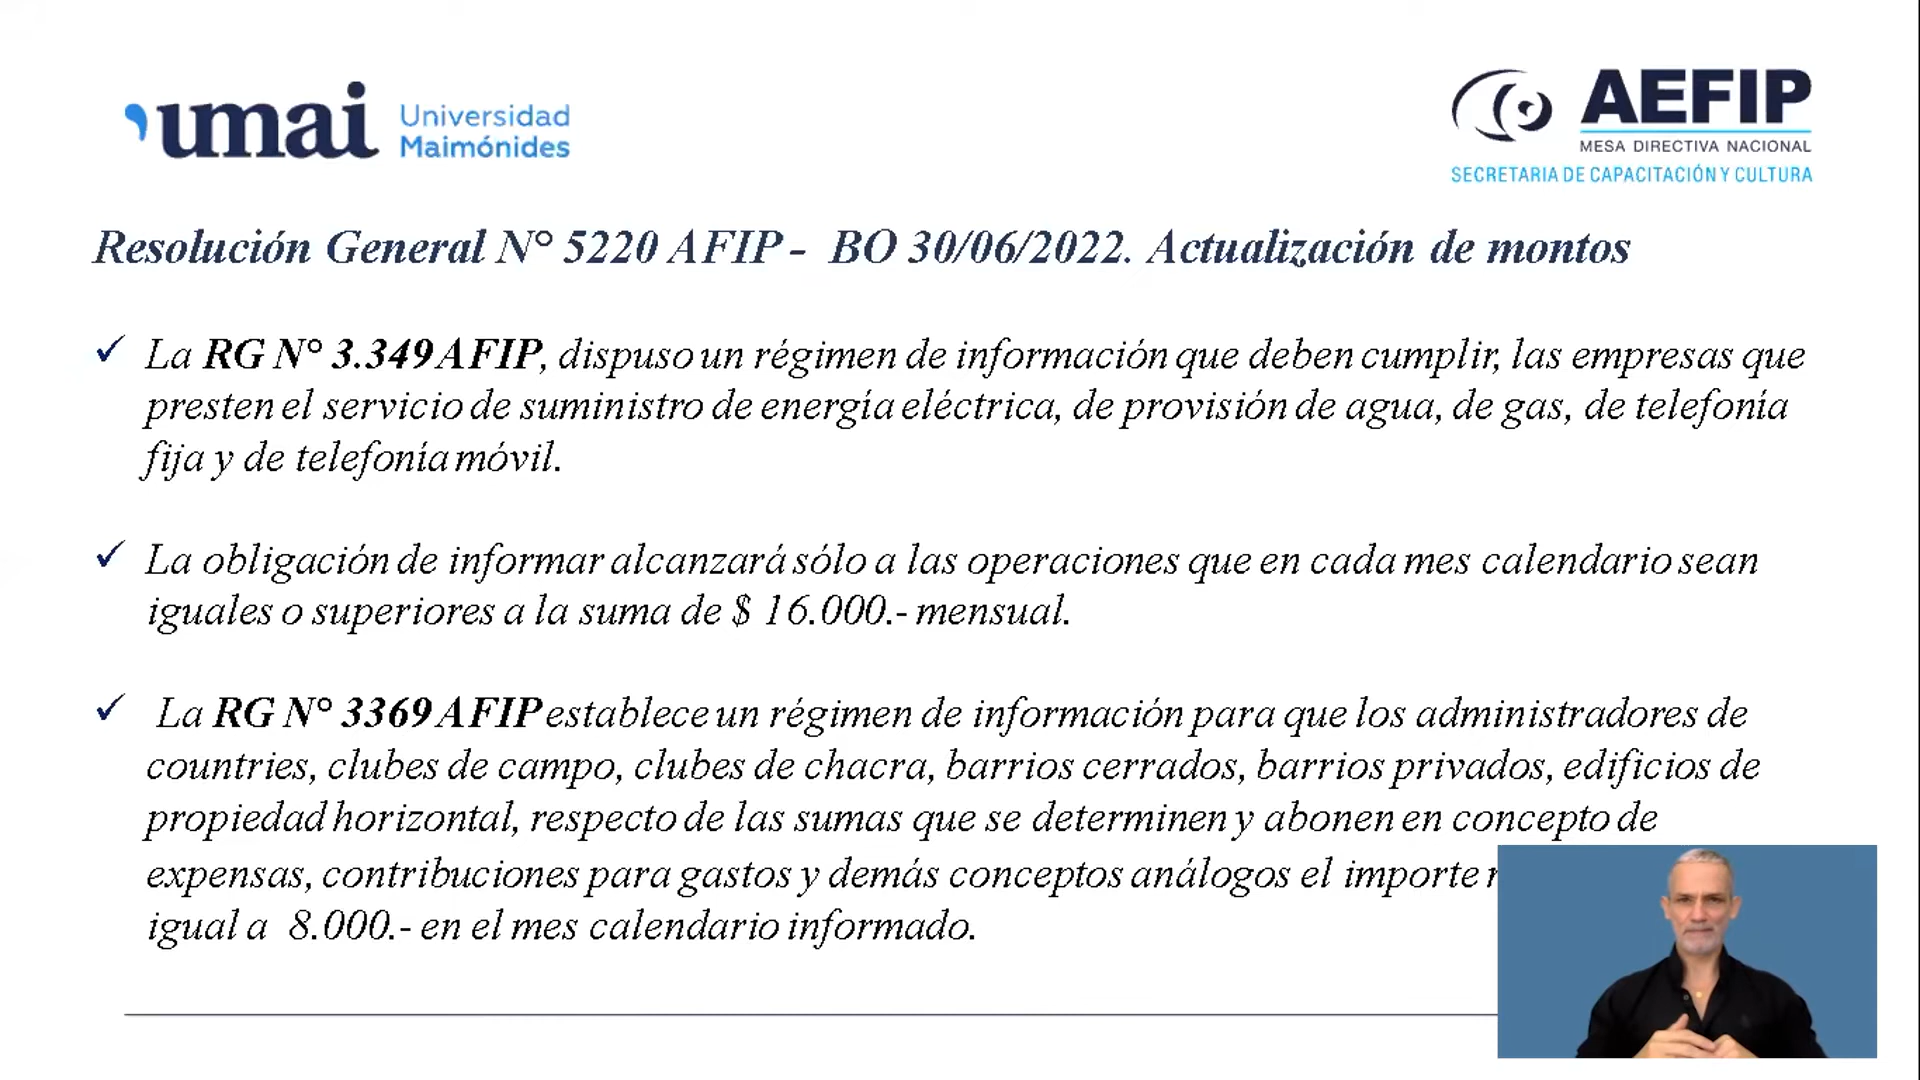 umai Universidad Maimónides
AEFIP
MESA DIRECTIVA NACIONAL
SECRETARIA DE CAPACITACIÓN Y CULTURA
Resolución General N° 5220 AFIP - BO 30/06/2022. Actualización de montos
✓ La RG N° 3.349 AFIP, dispuso un régimen de información que deben cumplir, las empresas que
presten el servicio de suministro de energía eléctrica, de provisión de agua, de gas, de telefonía
fija y de telefonía móvil.
✓ La obligación de informar alcanzará sólo a las operaciones que en cada mes calendario sean
iguales o superiores a la suma de $ 16.000.- mensual.
✓ La RG N° 3369 AFIP establece un régimen de información para que los administradores de
countries, clubes de campo, clubes de chacra, barrios cerrados, barrios privados, edificios de
propiedad horizontal, respecto de las sumas que se determinen y abonen en concepto de
expensas, contribuciones para gastos y demás conceptos análogos el importe
igual a 8.000.- en el mes calendario informado.